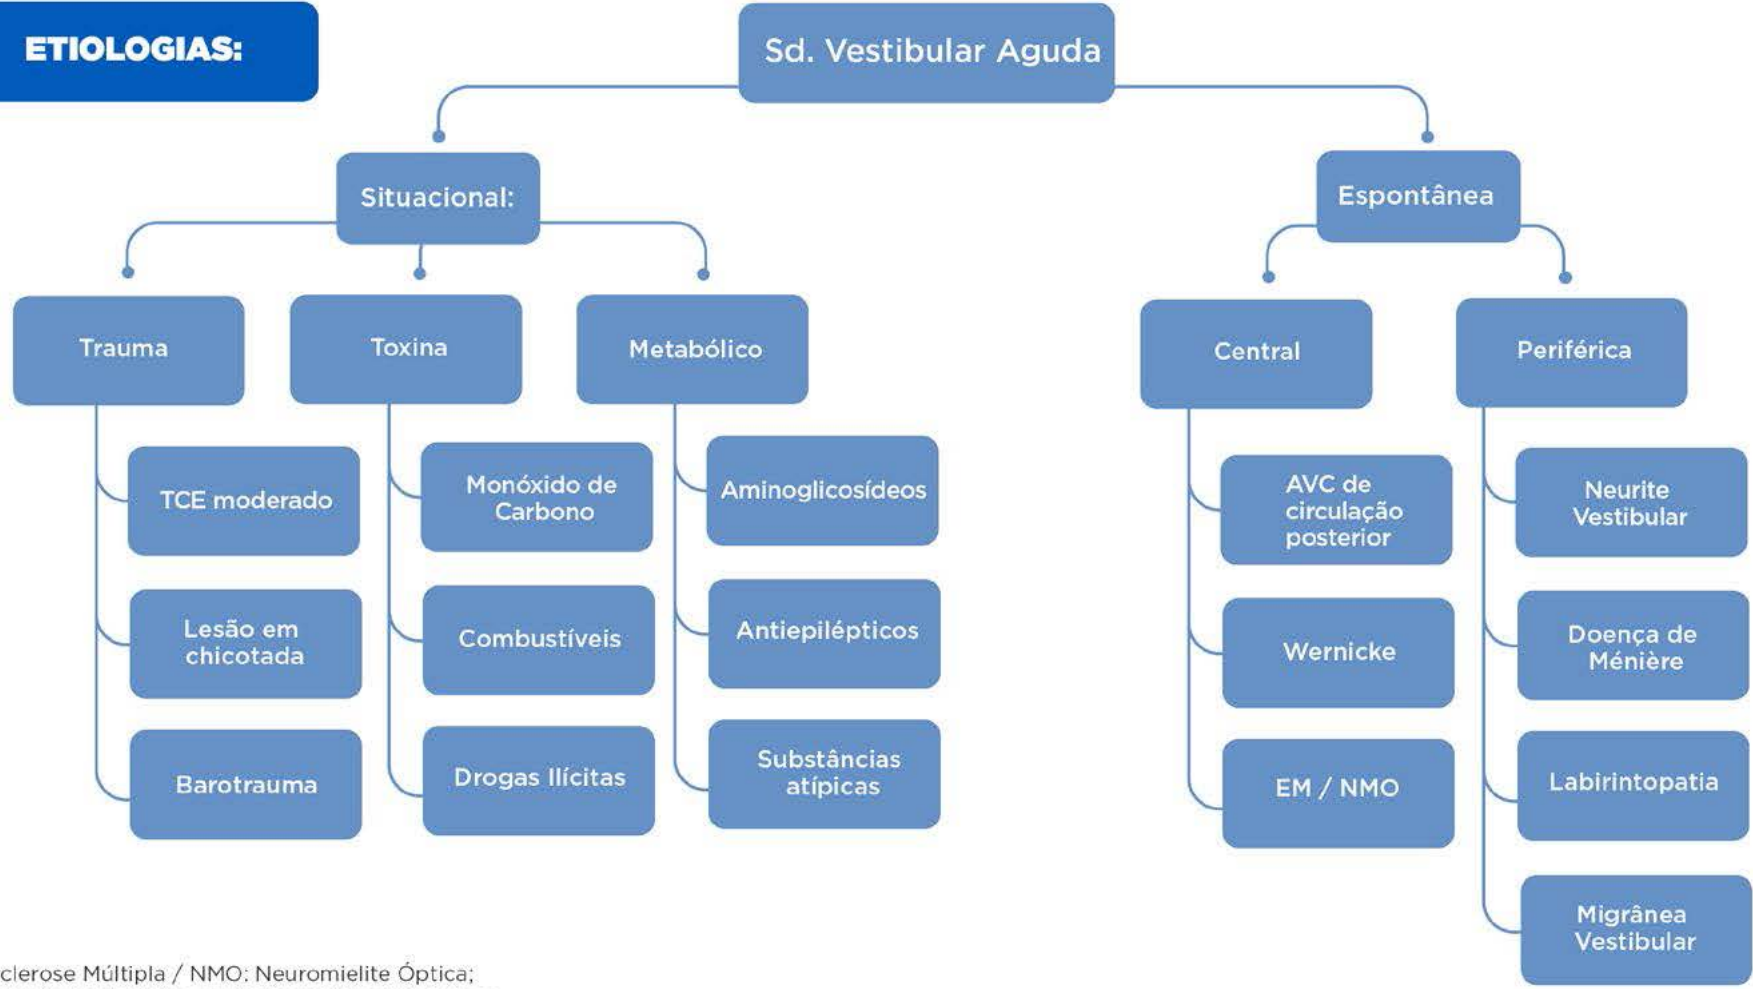 ETIOLOGIAS:
Sd. Vestibular Aguda
Situacional:
Espontânea
Trauma
Toxina
Metabólico
Central
Periférica
TCE moderado
Lesão em
chicotada
Barotrauma
Monóxido de
Carbono
Combustíveis
Drogas Ilícitas
Aminoglicosídeos
Antiepilépticos
Substâncias
atípicas
AVC de
circulação
posterior
Wernicke
EM / NMO
Neurite
Vestibular
Doença de
Ménière
Labirintopatia
Migrânea
Vestibular
clerose Múltipla / NMO: Neuromielite Óptica;